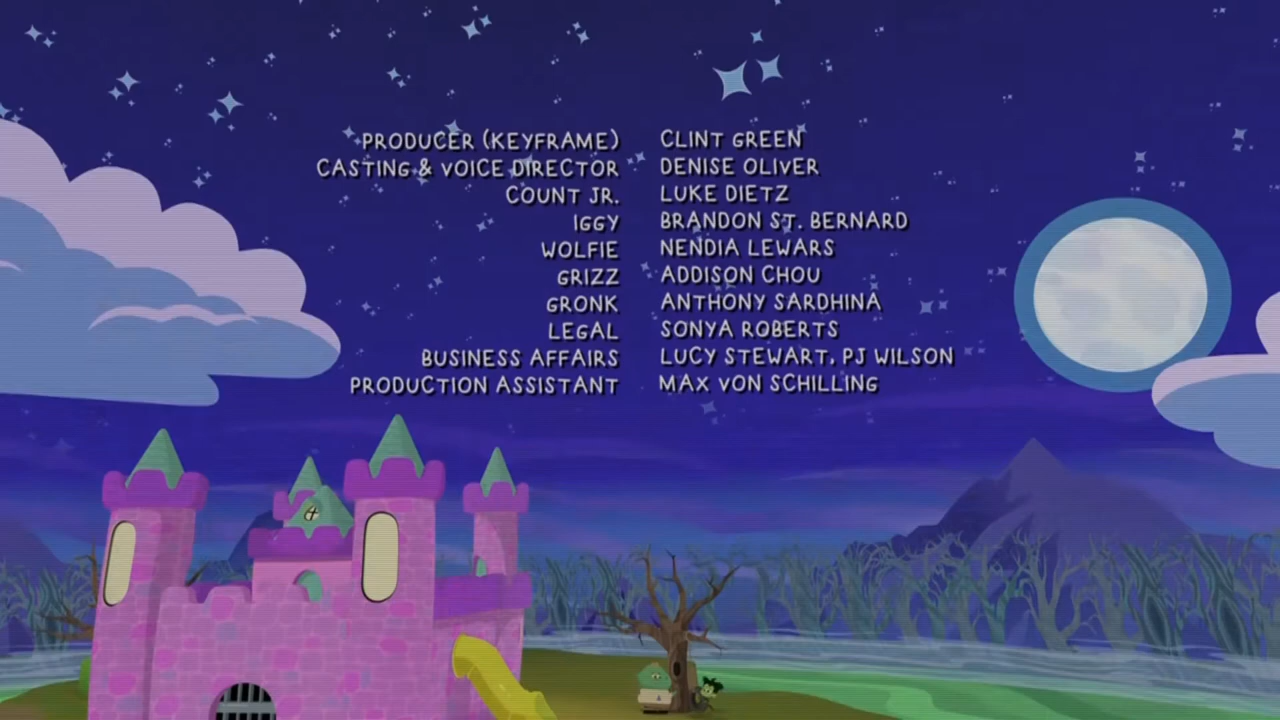 PRODUCER (KEYFRAME) CLINT GREEN
CASTING & VOICE DIRECTOR DENISE OLIVER
COUNT JR. LUKE DIETZ
IGGY BRANDON ST. BERNARD
WOLFIE NENDIA LEWARS
GRIZZ ADDISON CHOU
GRONK ANTHONY SARDHINA
LEGAL SONYA ROBERTS
BUSINESS AFFAIRS LUCY STEWART, PJ WILSON
PRODUCTION ASSISTANT MAX VON SCHILLING